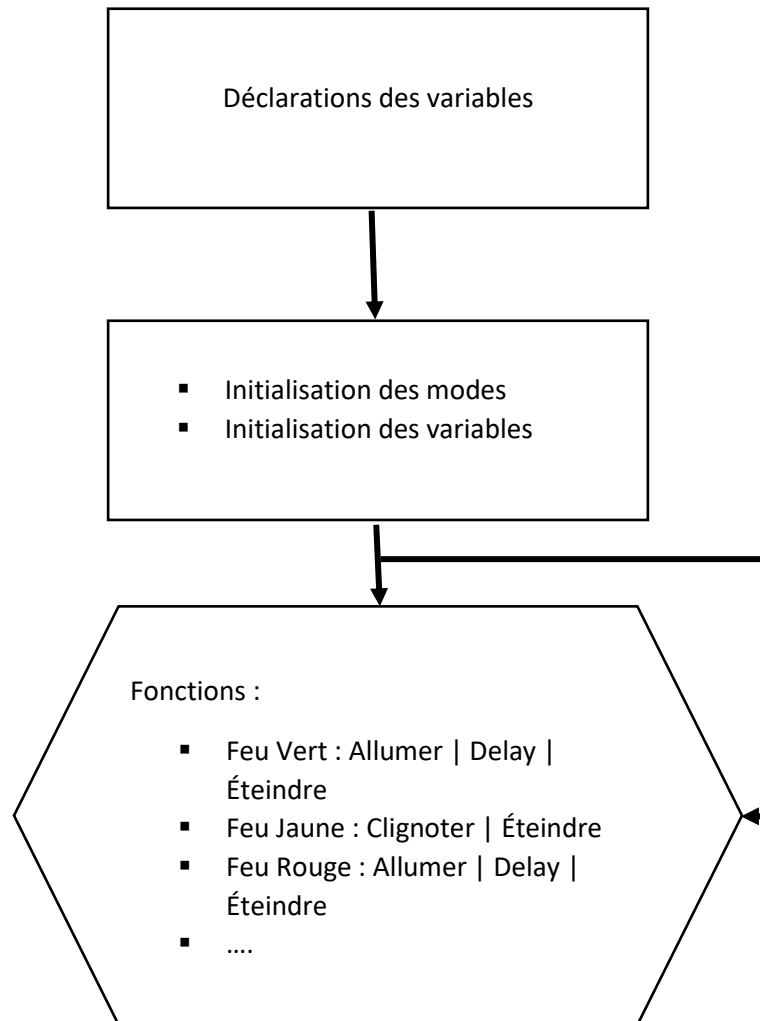 Déclarations des variables
▪ Initialisation des modes
▪ Initialisation des variables
Fonctions :
▪ Feu Vert : Allumer | Delay |
Éteindre
▪ Feu Jaune : Clignoter | Éteindre
▪ Feu Rouge : Allumer | Delay |
Éteindre
▪ ….